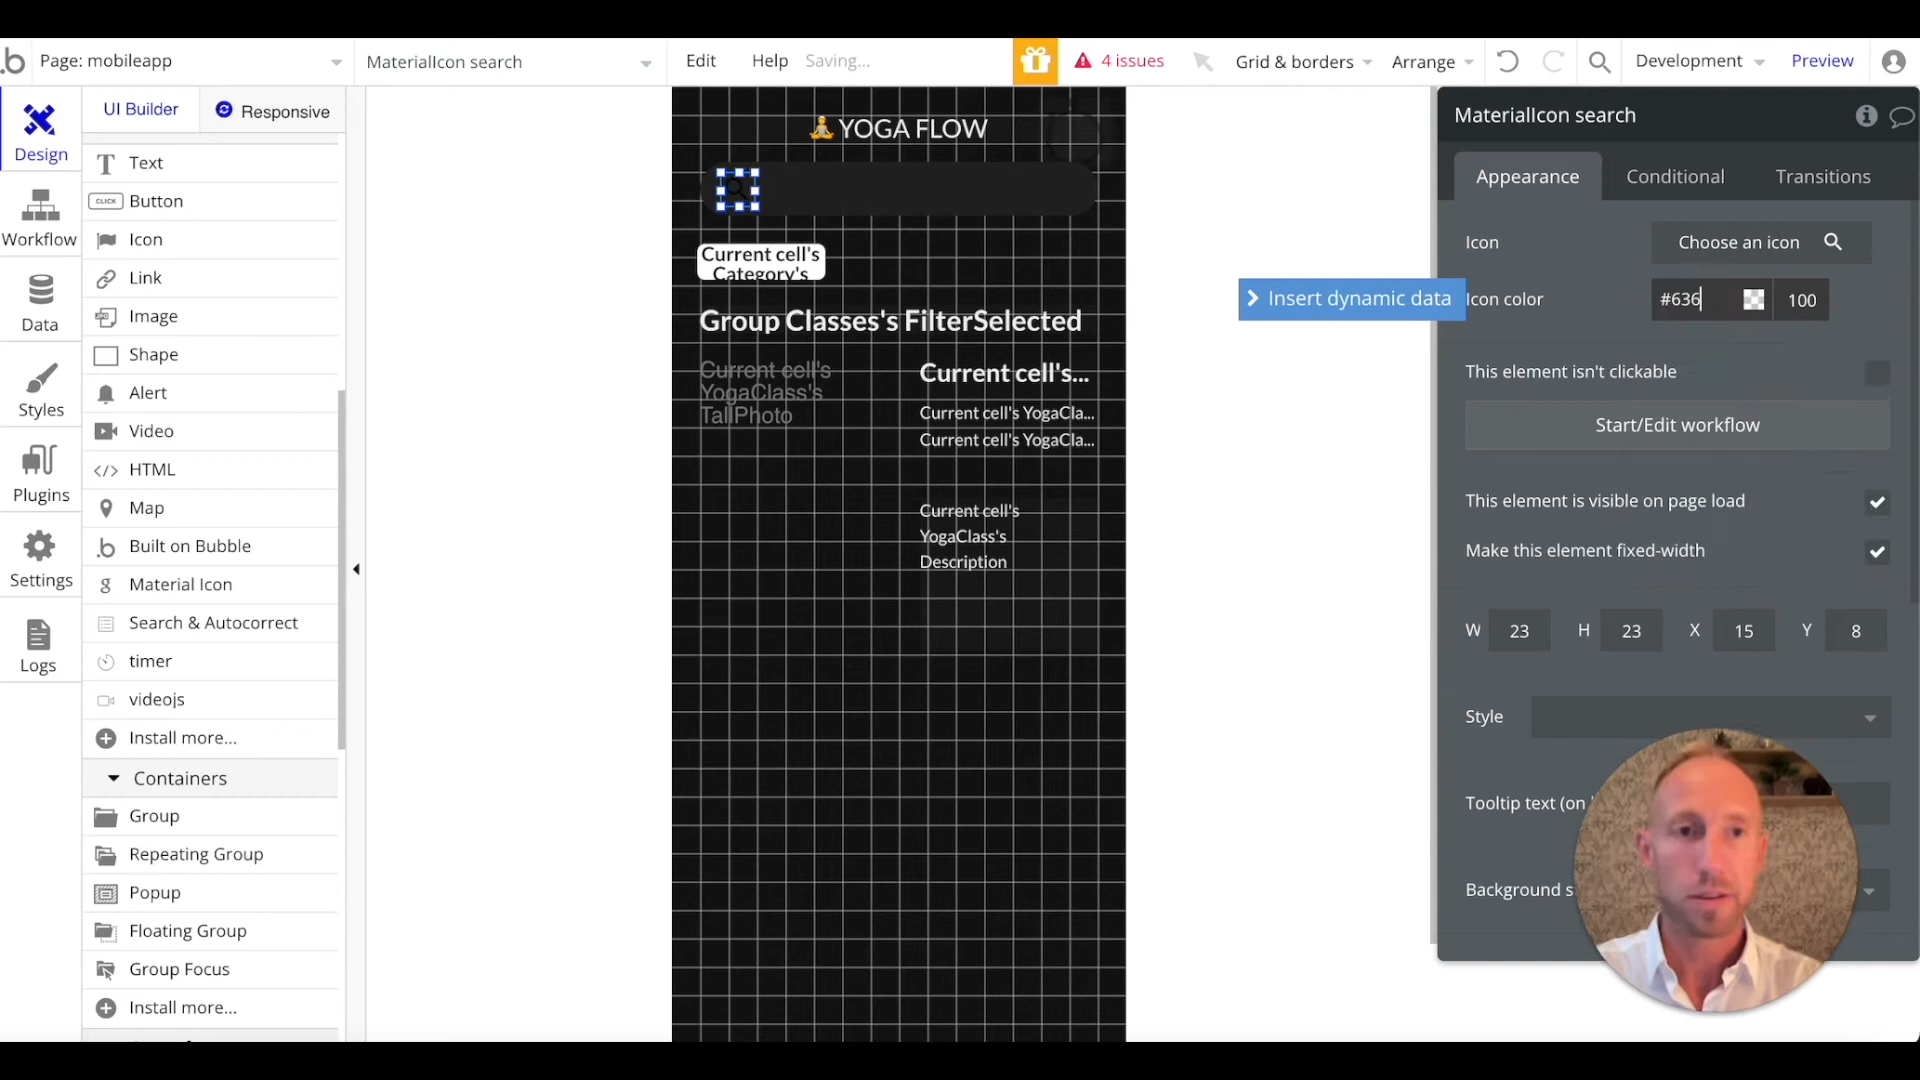 Page: mobileapp
MaterialIcon search
Edit
Help
Saving...
4 issues
Grid & borders
Arrange
Development
Preview
UI Builder
Responsive
Design
Workflow
Data
Styles
Plugins
Settings
Logs
Text
CLICK Button
Icon
Link
Image
Shape
Alert
Video
HTML
Map
Built on Bubble
Material Icon
Search & Autocorrect
timer
videojs
Install more...
Containers
Group
Repeating Group
Popup
Floating Group
Group Focus
Install more...
YOGA FLOW
Current cell's
Category's
Group Classes's FilterSelected
Current cell's
YogaClass's
TallPhoto
Current cell's...
Current cell's YogaCla...
Current cell's YogaCla...
Current cell's
YogaClass's
Description
Insert dynamic data
MaterialIcon search
Appearance
Conditional
Transitions
Icon
Choose an icon
Icon color
#636
100
This element isn't clickable
Start/Edit workflow
This element is visible on page load
Make this element fixed-width
W 23 H 23 X 15 Y 8
Style
Tooltip text (on
Background s